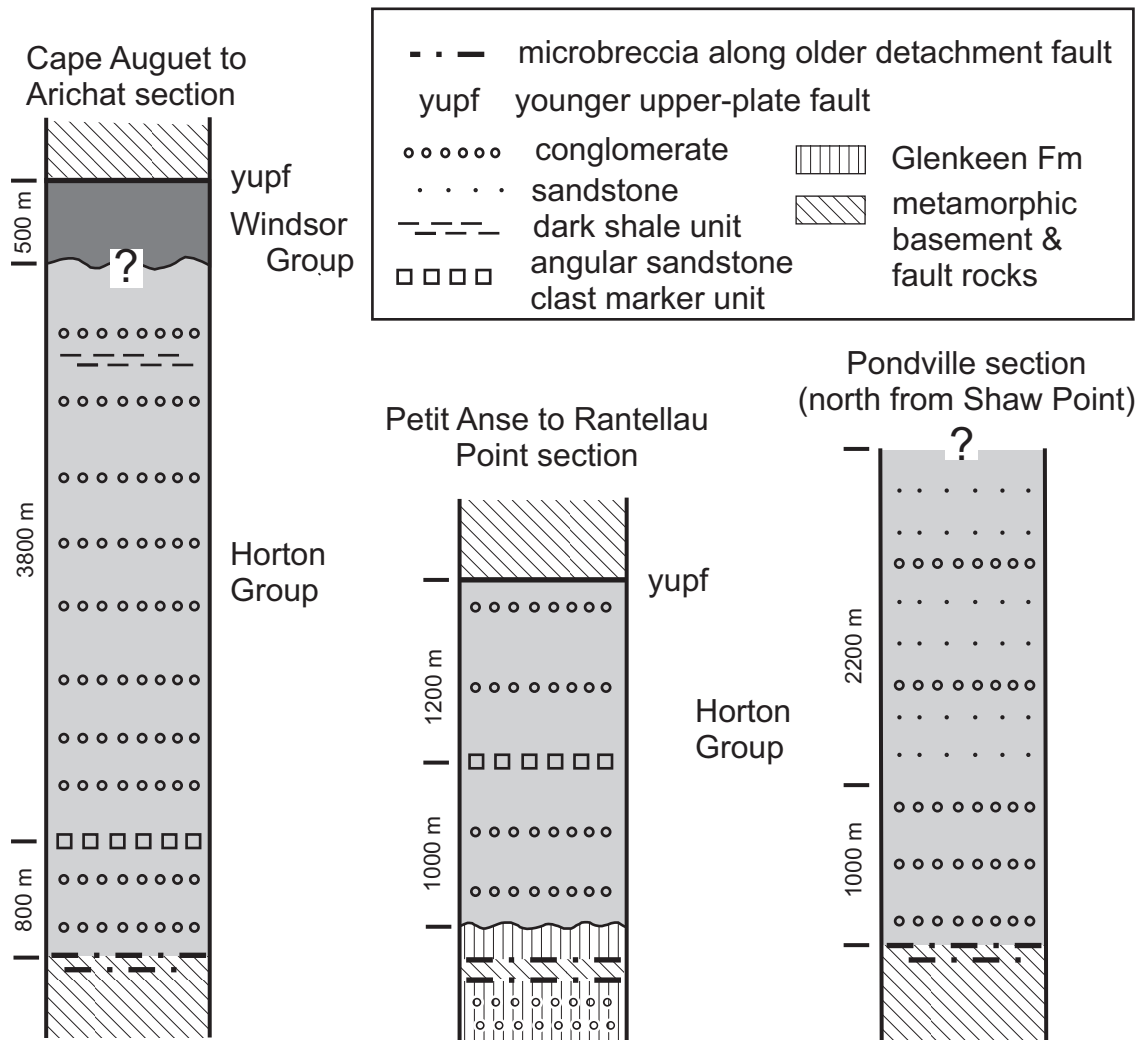 Cape Auguet to
Arichat section
yupf
Windsor
Group
500 m
?
3800 m
Horton
Group
800 m
microbreccia along older detachment fault
yupf younger upper-plate fault
conglomerate
sandstone
dark shale unit
angular sandstone
clast marker unit
Glenkeen Fm
metamorphic
basement &
fault rocks
Petit Anse to Rantellau
Point section
yupf
1200 m
1000 m
Horton
Group
Pondville section
(north from Shaw Point)
?
2200 m
1000 m